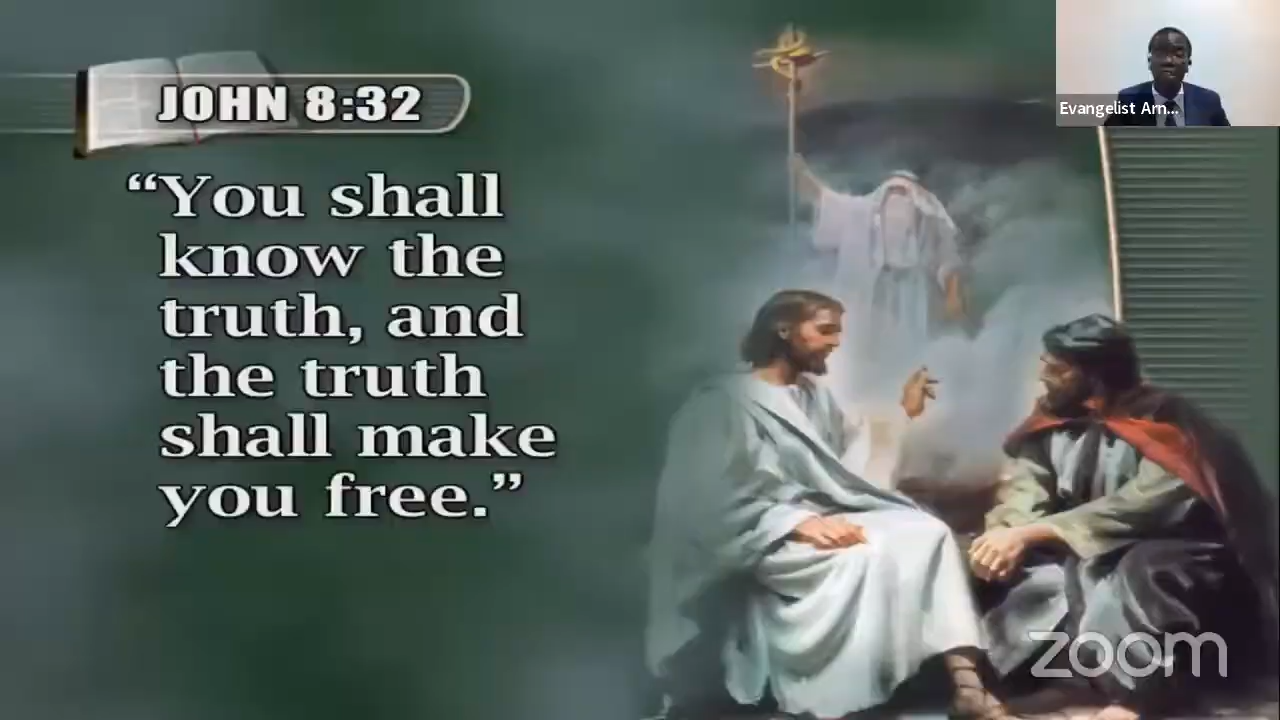 JOHN 8:32
“You shall
know the
truth, and
the truth
shall make
you free.”
Evangelist Arn...
zoom